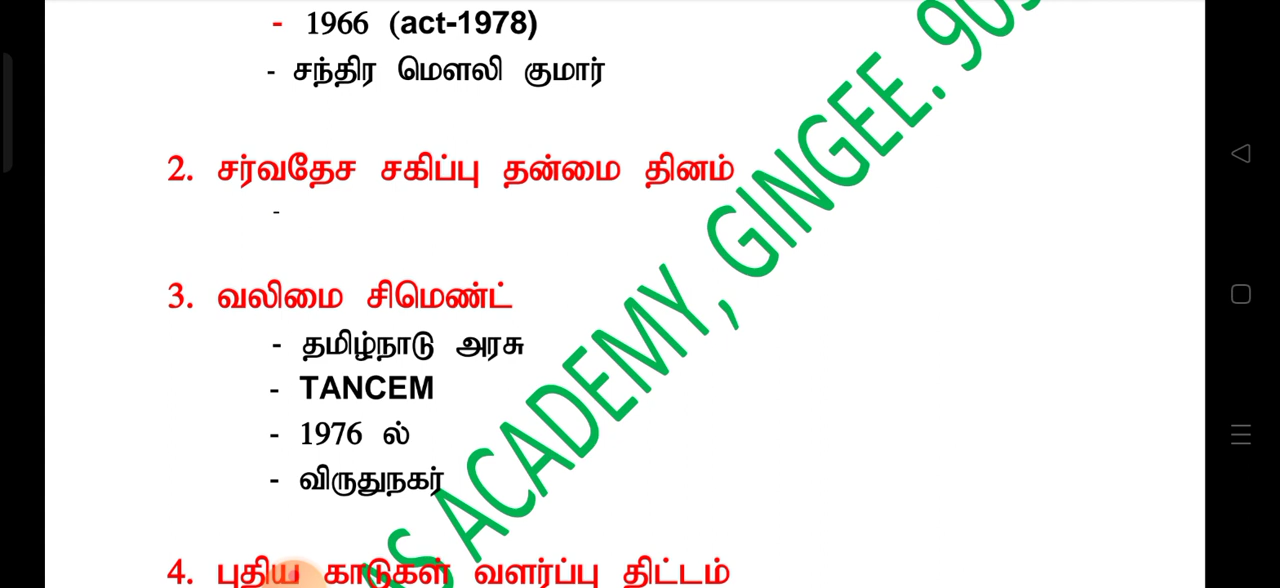 - 1966 (act-1978)
- சந்திர மௌலி குமார்
2. சர்வதேச சகிப்பு தன்மை தினம்
-
3. வலிமை சிமெண்ட்
- தமிழ்நாடு அரசு
- TANCEM
- 1976 ல்
- விருதுநகர்
4. புதிய காடுகள் வளர்ப்பு திட்டம்
ACADEMY, GINGEE.